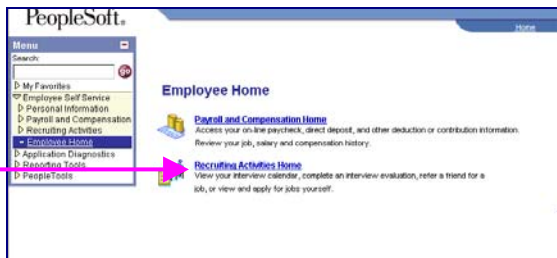 PeopleSoft.
Home
Menu
Search:
go
My Favorites
Employee Self Service
Personal Information
Payroll and Compensation
Recruiting Activities
- Employee Home
Application Diagnostics
Reporting Tools
PeopleTools
Employee Home
Payroll and Compensation Home
Access your on-line paycheck, direct deposit, and other deduction or contribution information.
Review your job, salary and compensation history.
Recruiting Activities Home
View your interview calendar, complete an interview evaluation, refer a friend for a
job, or view and apply for jobs yourself.